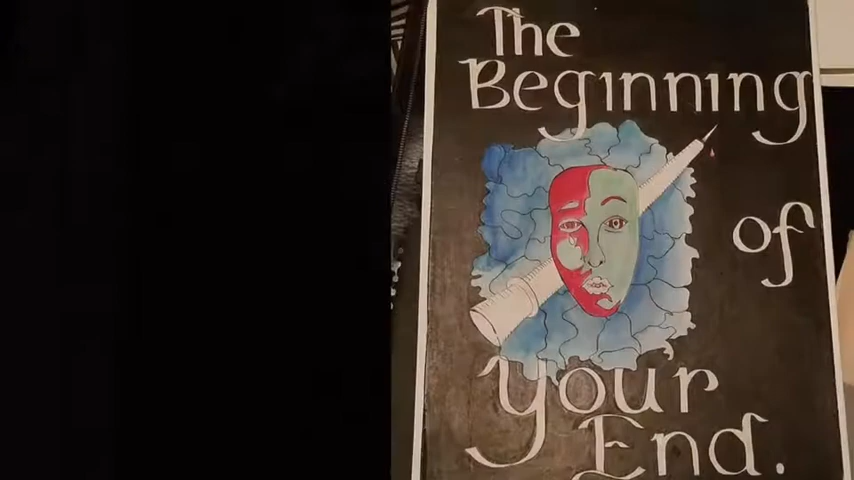 The
Beginning
of
Your
End.